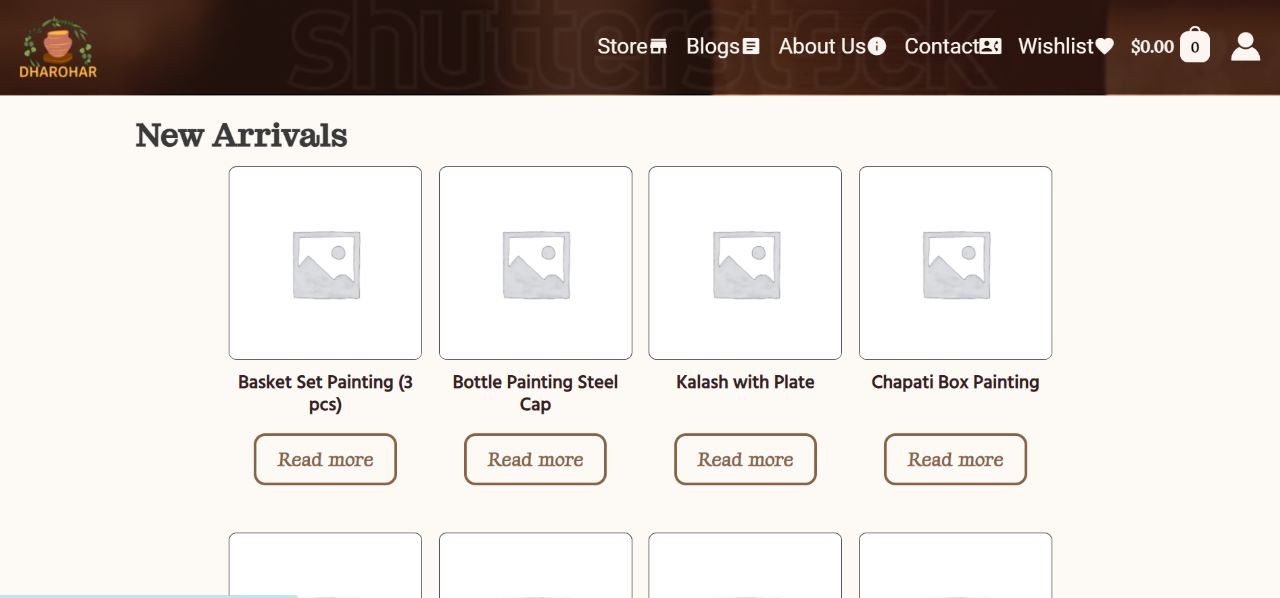 shutterstock
DHAROHAR
Store Blogs About Us Contact Wishlist $0.00 0
New Arrivals
Basket Set Painting (3
pcs)
Bottle Painting Steel
Cap
Kalash with Plate
Chapati Box Painting
Read more Read more Read more Read more